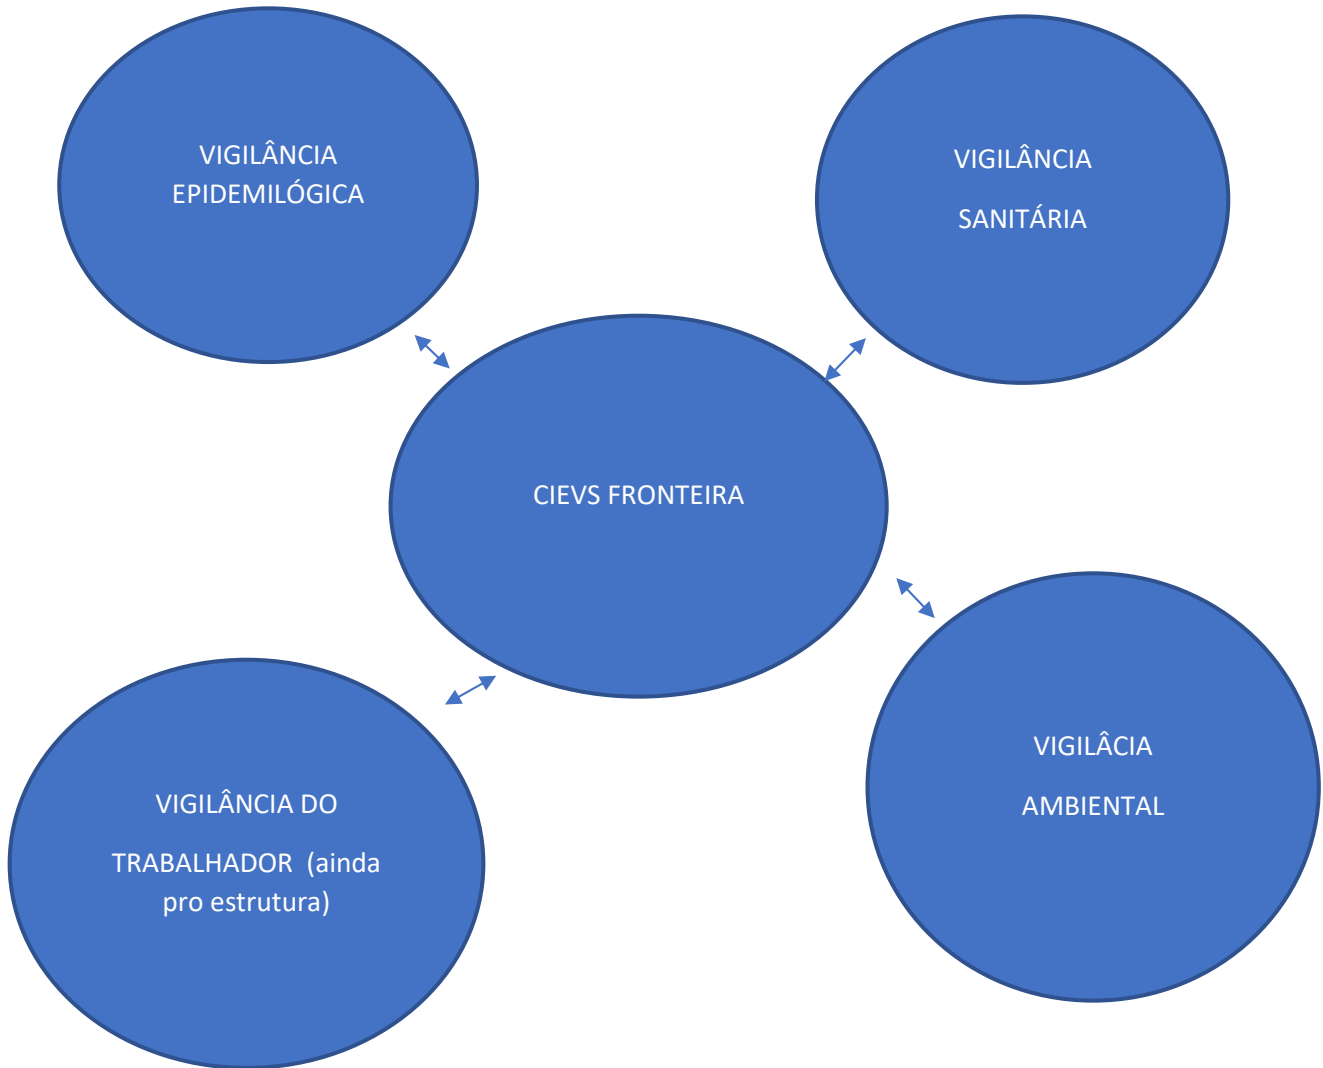 VIGILÂNCIA
EPIDEMILÓGICA
VIGILÂNCIA
SANITÁRIA
CIEVS FRONTEIRA
VIGILÂNCIA DO
TRABALHADOR  (ainda
pro estrutura)
VIGILÂCIA
AMBIENTAL